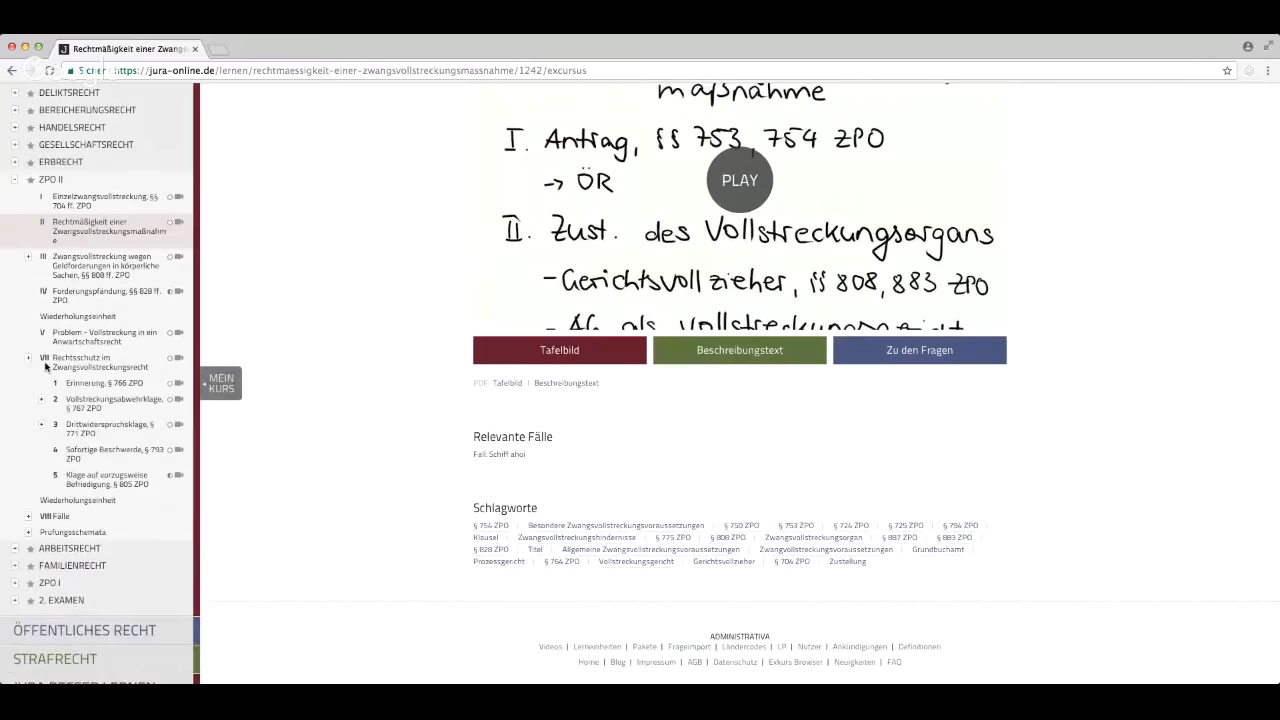 Rechtmäßigkeit einer Zwangs
https://jura-online.de/lernen/rechtmaessigkeit-einer-zwangsvollstreckungsmassnahme/1242/excursus
DELIKTSRECHT
BEREICHERUNGSRECHT
HANDELSRECHT
GESELLSCHAFTSRECHT
ERBRECHT
ZPO II
I Einzelzwangsvollstreckung, §§
704 ff. ZPO
II Rechtmäßigkeit einer
Zwangsvollstreckungsmaßnahm
e
III Zwangsvollstreckung wegen
Geldforderungen in körperliche
Sachen, §§ 808 ff. ZPO
IV Forderungspfändung, §§ 828 ff.
ZPO
Wiederholungseinheit
V Problem - Vollstreckung in ein
Anwartschaftsrecht
VII Rechtsschutz im
Zwangsvollstreckungsrecht
1 Erinnerung, § 766 ZPO
2 Vollstreckungsabwehrklage,
§ 767 ZPO
3 Drittwiderspruchsklage, §
771 ZPO
4 Sofortige Beschwerde, § 793
ZPO
5 Klage auf vorzugsweise
Befriedigung, § 805 ZPO
Wiederholungseinheit
VIII Fälle
Prüfungsschemata
ARBEITSRECHT
FAMILIENRECHT
ZPO I
2. EXAMEN
ÖFFENTLICHES RECHT
STRAFRECHT
JURA BESSER LERNEN
MEIN
KURS
maßnahme
I. Antrag, §§ 753, 754 ZPO
-> ÖR
PLAY
II. Zust. des Vollstreckungsorgans
- Gerichtsvollzieher, §§ 808, 883 ZPO
- AG als Vollstreckungsgericht
Tafelbild Beschreibungstext Zu den Fragen
PDF: Tafelbild | Beschreibungstext
Relevante Fälle
Fall: Schiff ahoi
Schlagworte
§ 754 ZPO | Besondere Zwangsvollstreckungsvoraussetzungen | § 750 ZPO | § 753 ZPO | § 724 ZPO | § 725 ZPO | § 794 ZPO |
Klausel | Zwangsvollstreckungshindernisse | § 775 ZPO | § 808 ZPO | Zwangsvollstreckungsorgan | § 887 ZPO | § 883 ZPO |
§ 828 ZPO | Titel | Allgemeine Zwangsvollstreckungsvoraussetzungen | Zwangvollstreckungsvoraussetzungen | Grundbuchamt |
Prozessgericht | § 764 ZPO | Vollstreckungsgericht | Gerichtsvollzieher | § 704 ZPO | Zustellung
ADMINISTRATIVA
Videos | Lerneinheiten | Pakete | Frageimport | Ländercodes | LP | Nutzer | Ankündigungen | Definitionen
Home | Blog | Impressum | AGB | Datenschutz | Exkurs Browser | Neuigkeiten | FAQ